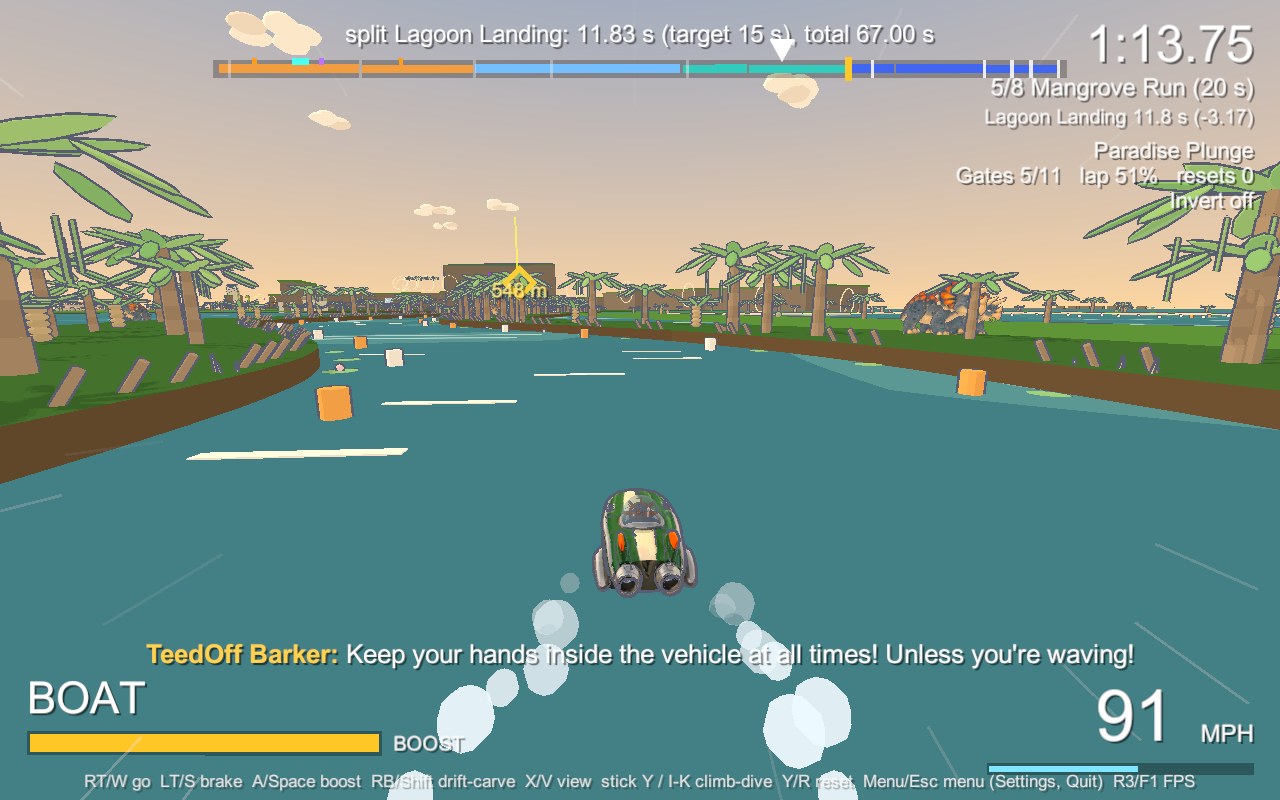 split Lagoon Landing: 11.83 s (target 15 s), total 67.00 s
1:13.75
5/8 Mangrove Run (20 s)
Lagoon Landing 11.8 s (-3.17)
Paradise Plunge
Gates 5/11 lap 51% resets 0
Invert off
548 m
TeedOff Barker: Keep your hands inside the vehicle at all times! Unless you're waving!
BOAT
BOOST
91 MPH
RT/W go LT/S brake A/Space boost RB/Shift drift-carve X/V view stick Y / I-K climb-dive Y/R reset Menu/Esc menu (Settings, Quit) R3/F1 FPS